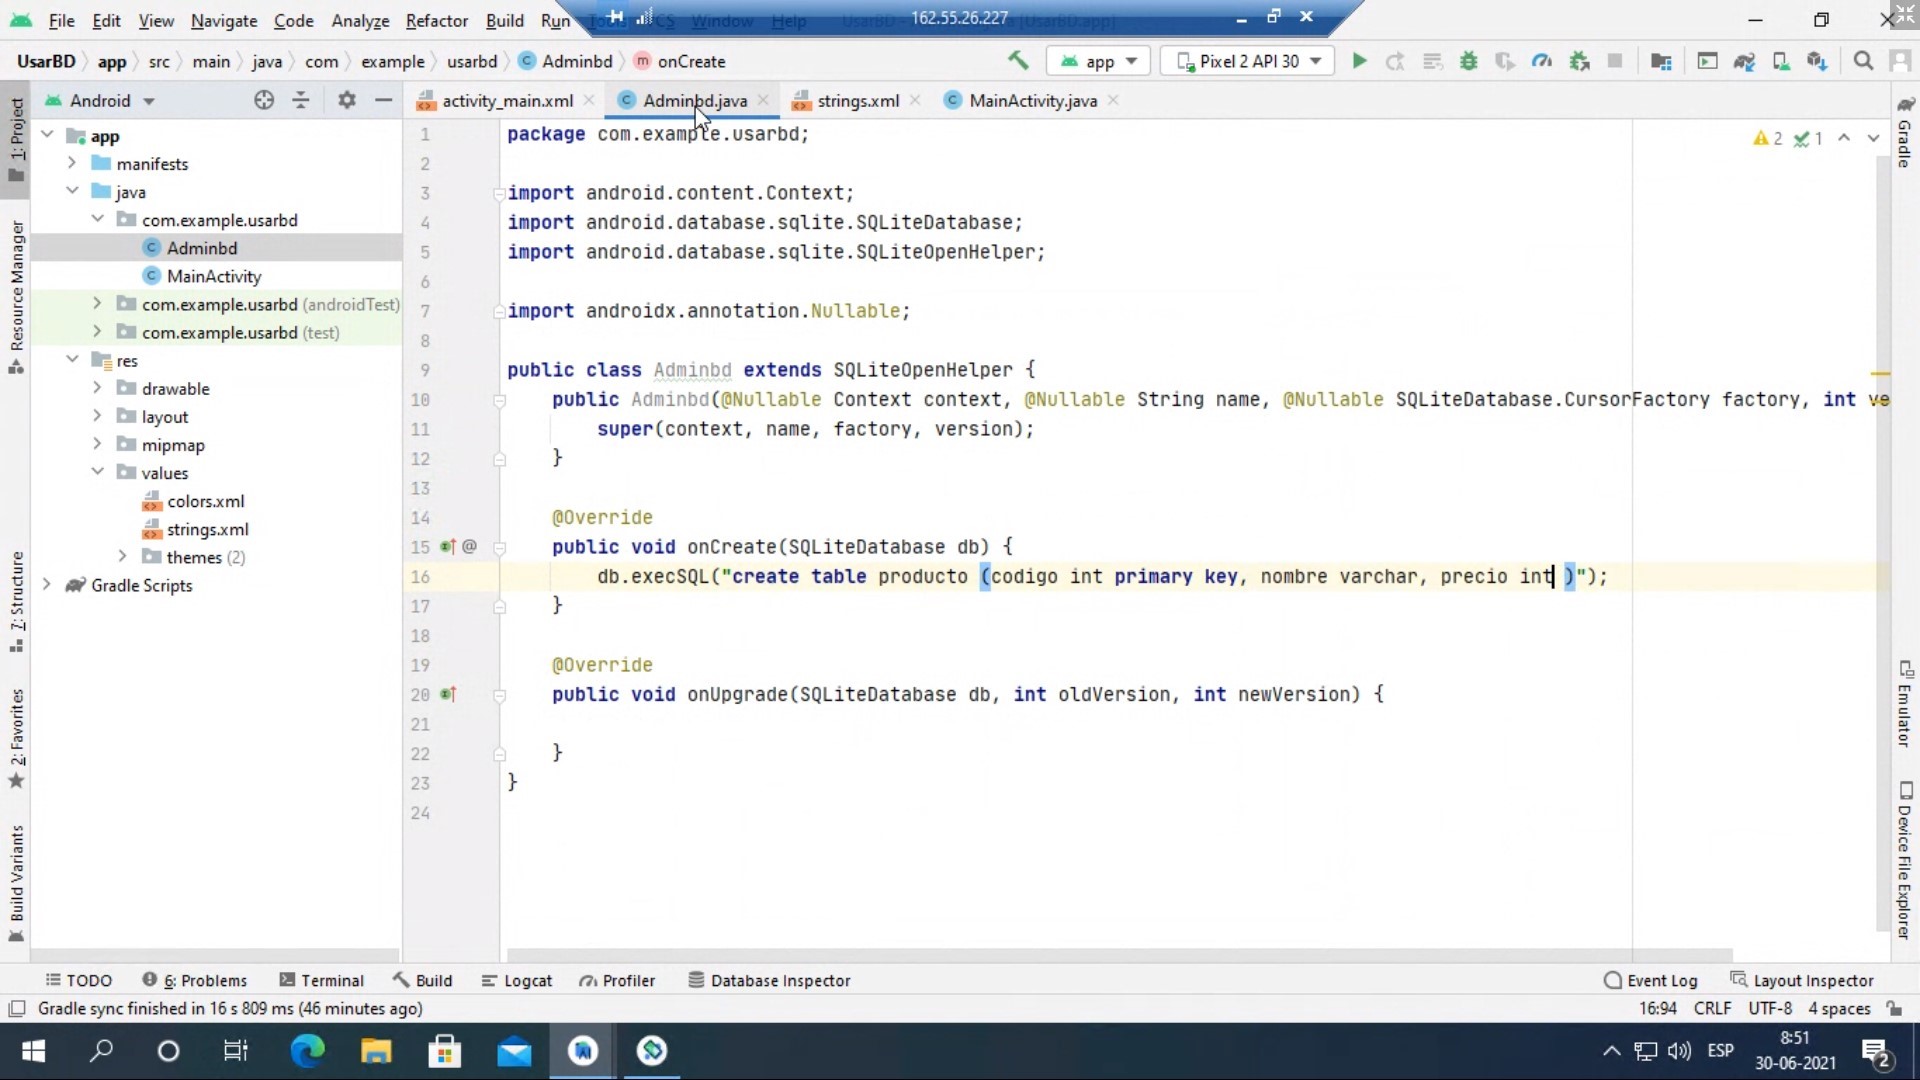 File Edit View Navigate Code Analyze Refactor Build Run Tools VCS Window Help
162.55.26.227
UsarBD app src main java com example usarbd Adminbd onCreate
app Pixel 2 API 30
Android
activity_main.xml Adminbd.java strings.xml MainActivity.java
1: Project
Resource Manager
7: Structure
2: Favorites
Build Variants
app
manifests
java
com.example.usarbd
Adminbd
MainActivity
com.example.usarbd (androidTest)
com.example.usarbd (test)
res
drawable
layout
mipmap
values
colors.xml
strings.xml
themes (2)
Gradle Scripts
2 1
1 package com.example.usarbd;
2
3 import android.content.Context;
4 import android.database.sqlite.SQLiteDatabase;
5 import android.database.sqlite.SQLiteOpenHelper;
6
7 import androidx.annotation.Nullable;
8
9 public class Adminbd extends SQLiteOpenHelper {
10 public Adminbd(@Nullable Context context, @Nullable String name, @Nullable SQLiteDatabase.CursorFactory factory, int ve
11 super(context, name, factory, version);
12 }
13
14 @Override
15 @ public void onCreate(SQLiteDatabase db) {
16 db.execSQL("create table producto (codigo int primary key, nombre varchar, precio int )");
17 }
18
19 @Override
20 public void onUpgrade(SQLiteDatabase db, int oldVersion, int newVersion) {
21
22 }
23 }
24
Gradle
Emulator
Device File Explorer
TODO 6: Problems Terminal Build Logcat Profiler Database Inspector Event Log Layout Inspector
Gradle sync finished in 16 s 809 ms (46 minutes ago) 16:94 CRLF UTF-8 4 spaces
ESP
8:51
30-06-2021
2